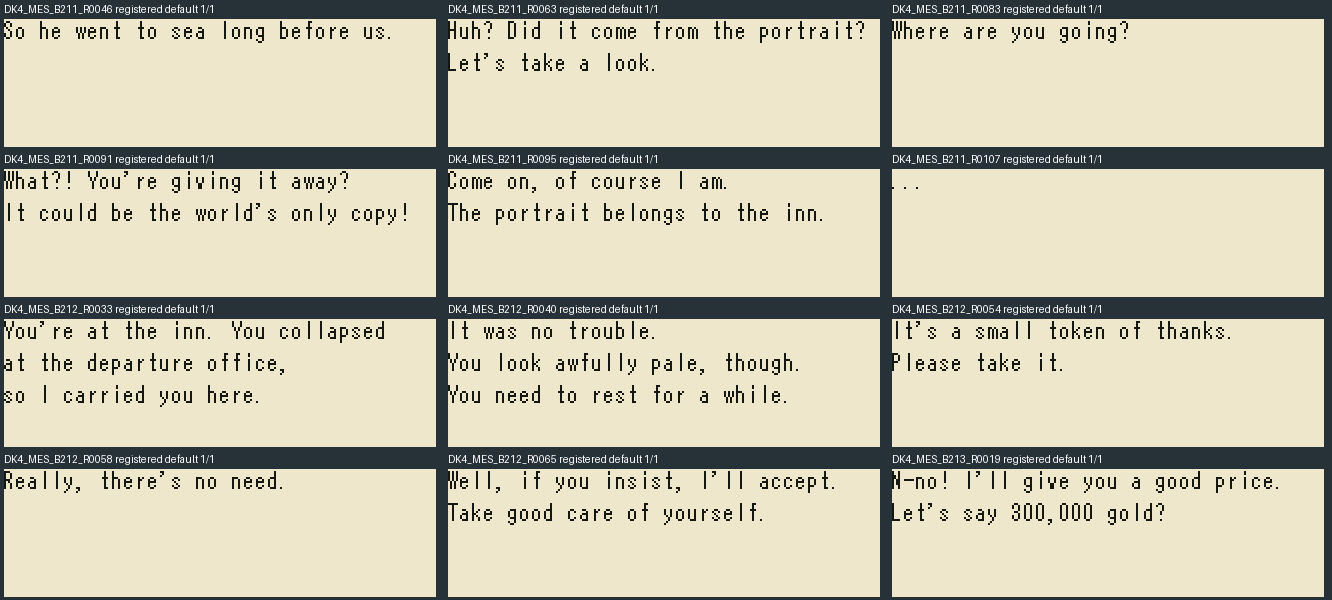 DK4_MES_B211_R0046 registered default 1/1
So he went to sea long before us.
DK4_MES_B211_R0063 registered default 1/1
Huh? Did it come from the portrait?
Let's take a look.
DK4_MES_B211_R0083 registered default 1/1
Where are you going?
DK4_MES_B211_R0091 registered default 1/1
What?! You're giving it away?
It could be the world's only copy!
DK4_MES_B211_R0095 registered default 1/1
Come on, of course I am.
The portrait belongs to the inn.
DK4_MES_B211_R0107 registered default 1/1
...
DK4_MES_B212_R0033 registered default 1/1
You're at the inn. You collapsed
at the departure office,
so I carried you here.
DK4_MES_B212_R0040 registered default 1/1
It was no trouble.
You look awfully pale, though.
You need to rest for a while.
DK4_MES_B212_R0054 registered default 1/1
It's a small token of thanks.
Please take it.
DK4_MES_B212_R0058 registered default 1/1
Really, there's no need.
DK4_MES_B212_R0065 registered default 1/1
Well, if you insist, I'll accept.
Take good care of yourself.
DK4_MES_B213_R0019 registered default 1/1
N-no! I'll give you a good price.
Let's say 300,000 gold?